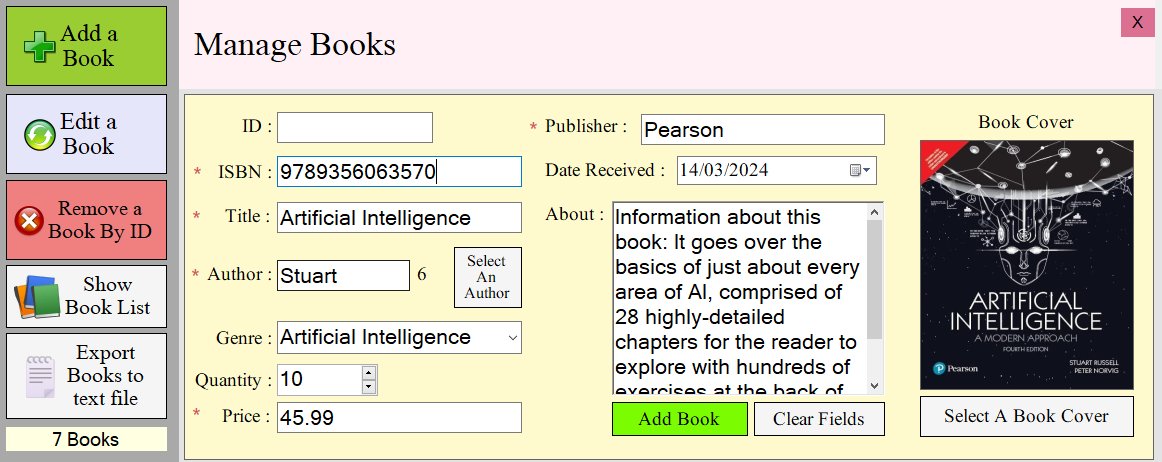 Add a
Book
Edit a
Book
Remove a
Book By ID
Show
Book List
Export
Books to
text file
7 Books
Manage Books
X
ID :
* ISBN : 9789356063570
* Title : Artificial Intelligence
* Author : Stuart 6
Select
An
Author
Genre : Artificial Intelligence
Quantity : 10
* Price : 45.99
* Publisher : Pearson
Date Received : 14/03/2024
About : Information about this
book: It goes over the
basics of just about every
area of AI, comprised of
28 highly-detailed
chapters for the reader to
explore with hundreds of
exercises at the back of
Add Book
Clear Fields
Book Cover
ARTIFICIAL
INTELLIGENCE
A MODERN APPROACH
FOURTH EDITION
STUART RUSSELL
PETER NORVIG
Pearson
Select A Book Cover